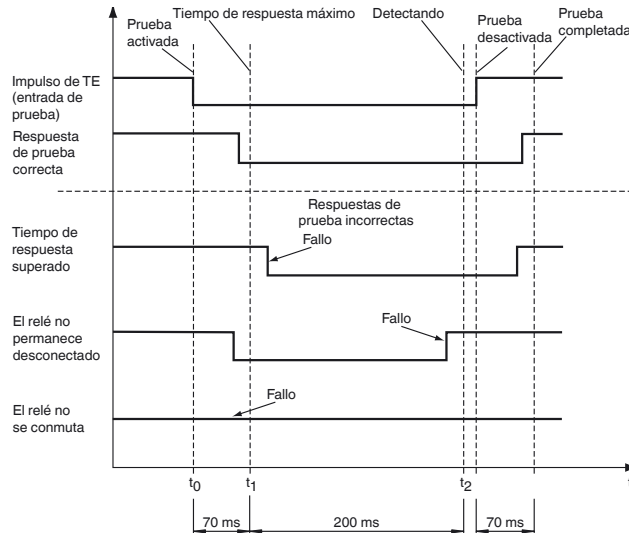 Tiempo de respuesta máximo
Detectando
Prueba
completada
Prueba
activada
Prueba
desactivada
Impulso de TE
(entrada de
prueba)
Respuesta
de prueba
correcta
Respuestas de
prueba incorrectas
Tiempo de
respuesta
superado
Fallo
El relé no
permanece
desconectado
Fallo
El relé no
se conmuta
Fallo
t0
t1
t2
t
70 ms
200 ms
70 ms